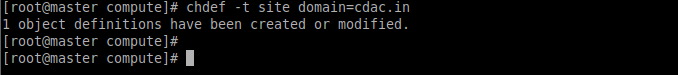 [root@master compute]# chdef -t site domain=cdac.in
1 object definitions have been created or modified.
[root@master compute]#
[root@master compute]#